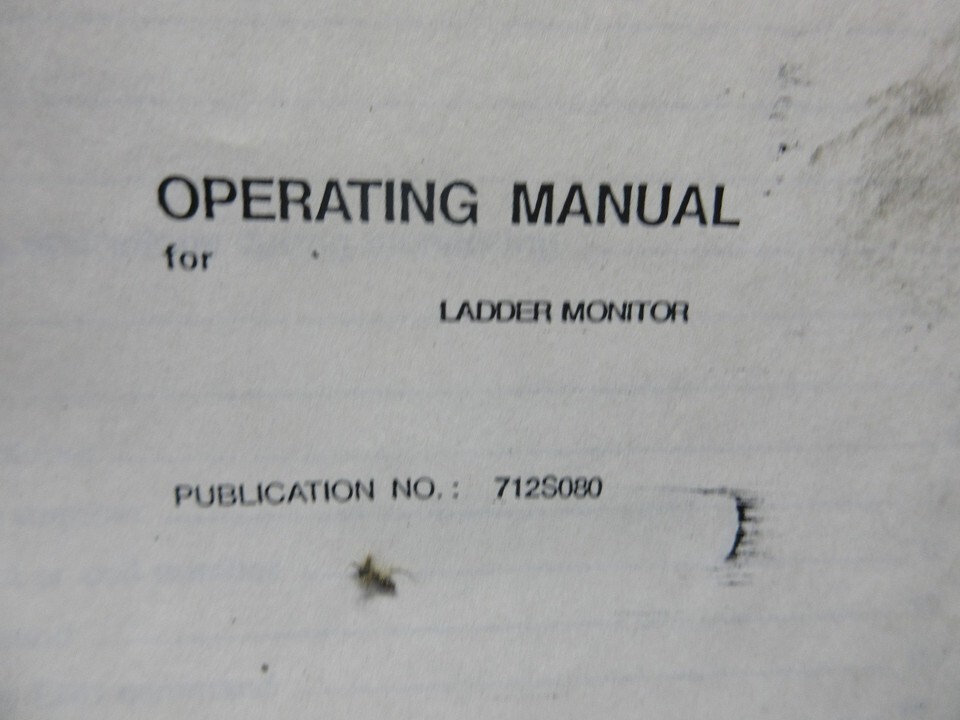 OPERATING MANUAL
for
LADDER MONITOR
PUBLICATION NO.: 712S080